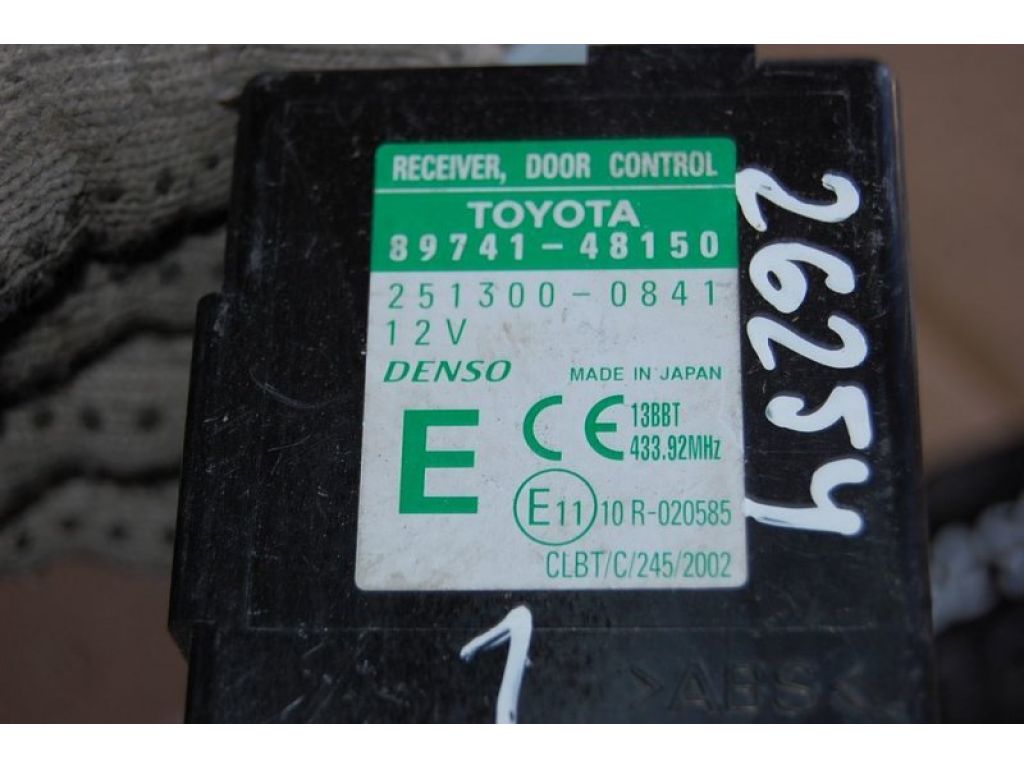 RECEIVER, DOOR CONTROL
TOYOTA
89741-48150
251300-0841
12V
DENSO MADE IN JAPAN
E CE 13BBT
433.92MHz
E11 10 R-020585
CLBT/C/245/2002
26254
1
>ABS<